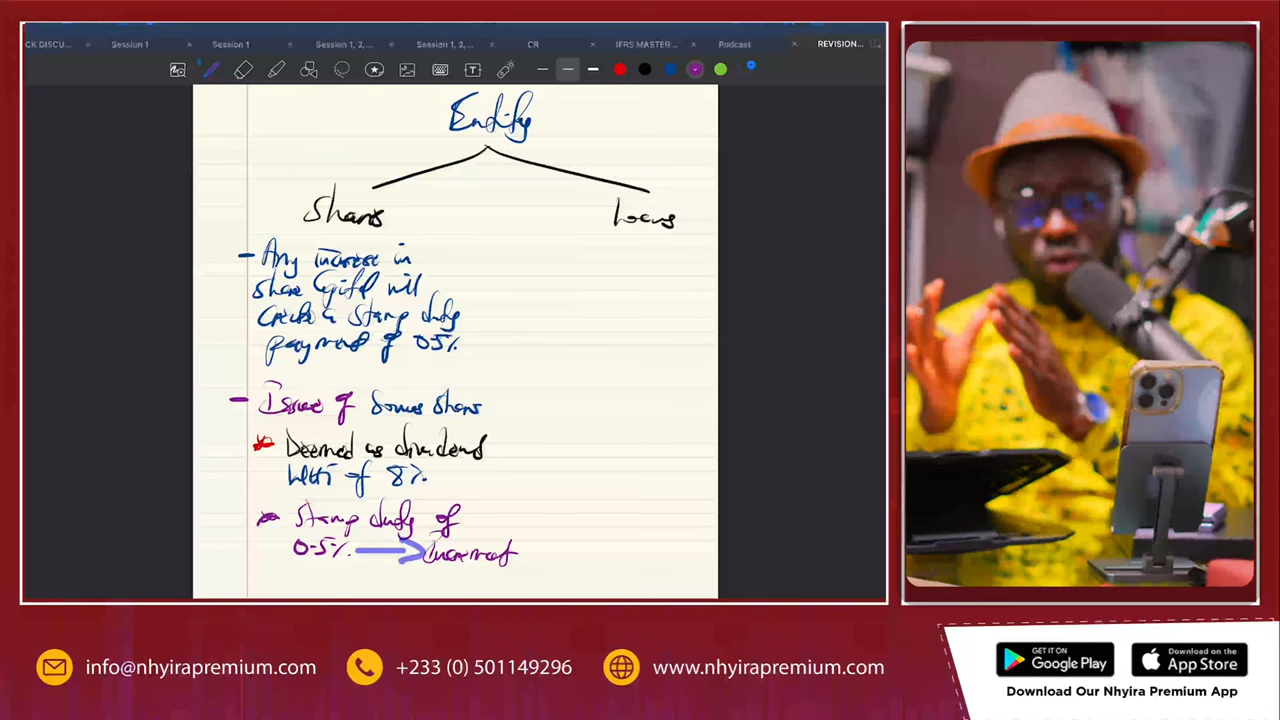 CK DISCU...
Session 1
Session 1
Session 1, 2,...
Session 1, 2,...
CR
IFRS MASTER...
Podcast
REVISION...
Entity
Shares
Loans
- Any increase in
share Capital will
create a stamp duty
payment of 0.5%
- Issue of bonus shares
* Deemed as dividend
WHT of 8%
* Stamp duty of
0.5% → Increment
info@nhyirapremium.com
+233 (0) 501149296
www.nhyirapremium.com
GET IT ON
Google Play
Download on the
App Store
Download Our Nhyira Premium App